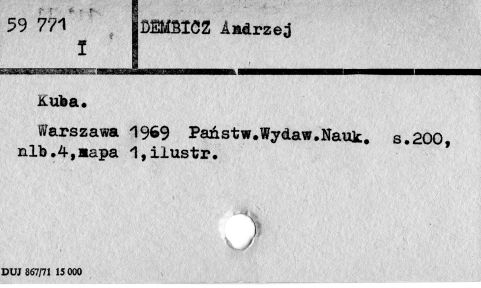 59 771
I
DEMBICZ Andrzej
Kuba.
Warszawa 1969 Państw.Wydaw.Nauk. s.200,
nlb.4,mapa 1,ilustr.
DUJ 867/71 15 000